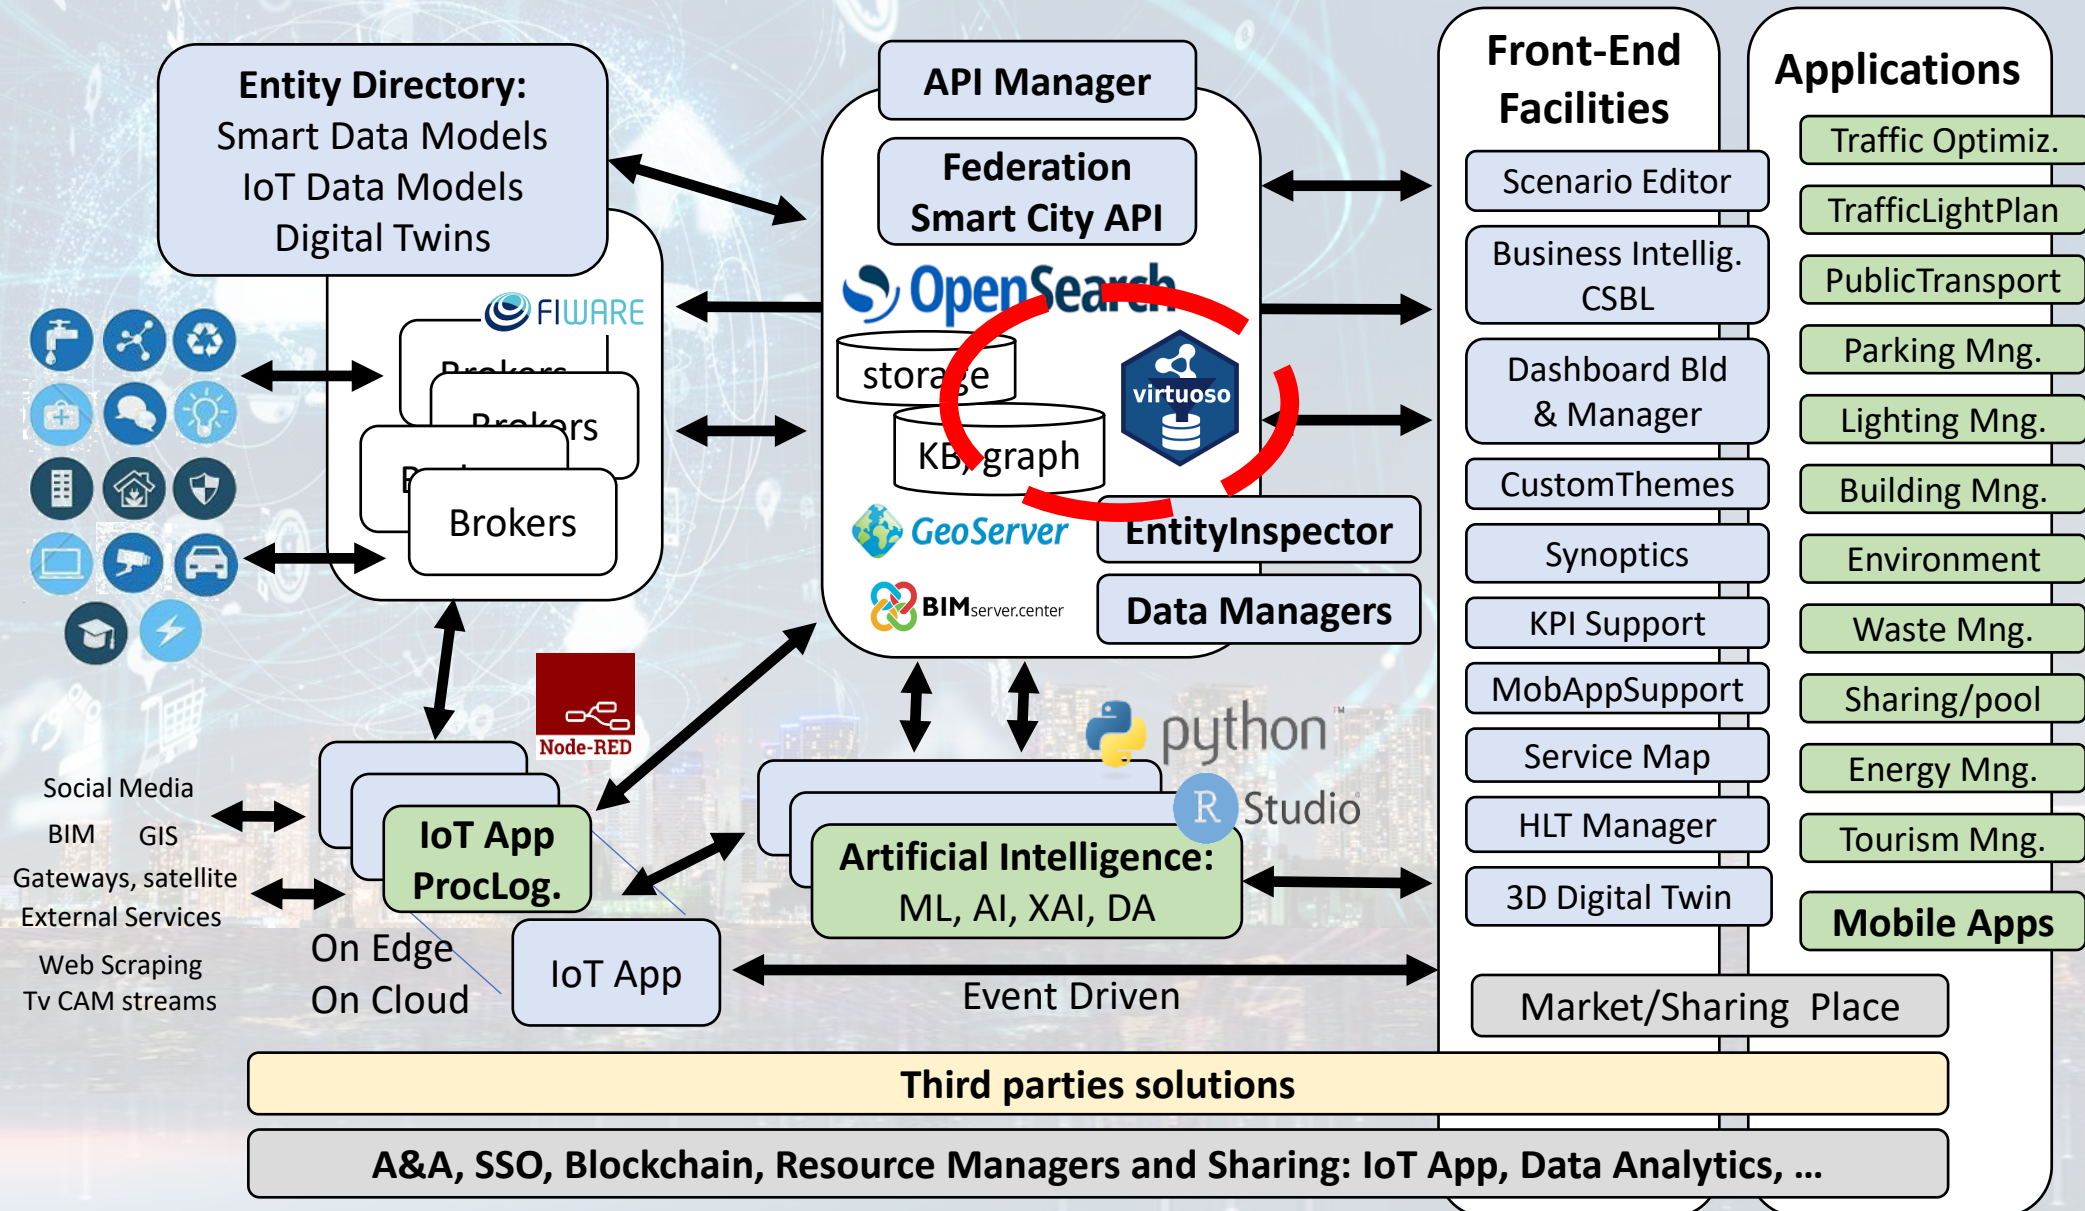 Entity Directory:
Smart Data Models
IoT Data Models
Digital Twins
FIWARE
Brokers
Brokers
Brokers
API Manager
Federation
Smart City API
OpenSearch
storage
virtuoso
KB, graph
GeoServer
EntityInspector
BIMserver.center
Data Managers
Node-RED
python™
R Studio
Social Media
BIM GIS
Gateways, satellite
External Services
Web Scraping
Tv CAM streams
IoT App
ProcLog.
On Edge
On Cloud
IoT App
Artificial Intelligence:
ML, AI, XAI, DA
Event Driven
Front-End
Facilities
Scenario Editor
Business Intellig.
CSBL
Dashboard Bld
& Manager
CustomThemes
Synoptics
KPI Support
MobAppSupport
Service Map
HLT Manager
3D Digital Twin
Applications
Traffic Optimiz.
TrafficLightPlan
PublicTransport
Parking Mng.
Lighting Mng.
Building Mng.
Environment
Waste Mng.
Sharing/pool
Energy Mng.
Tourism Mng.
Mobile Apps
Market/Sharing Place
Third parties solutions
A&A, SSO, Blockchain, Resource Managers and Sharing: IoT App, Data Analytics, ...